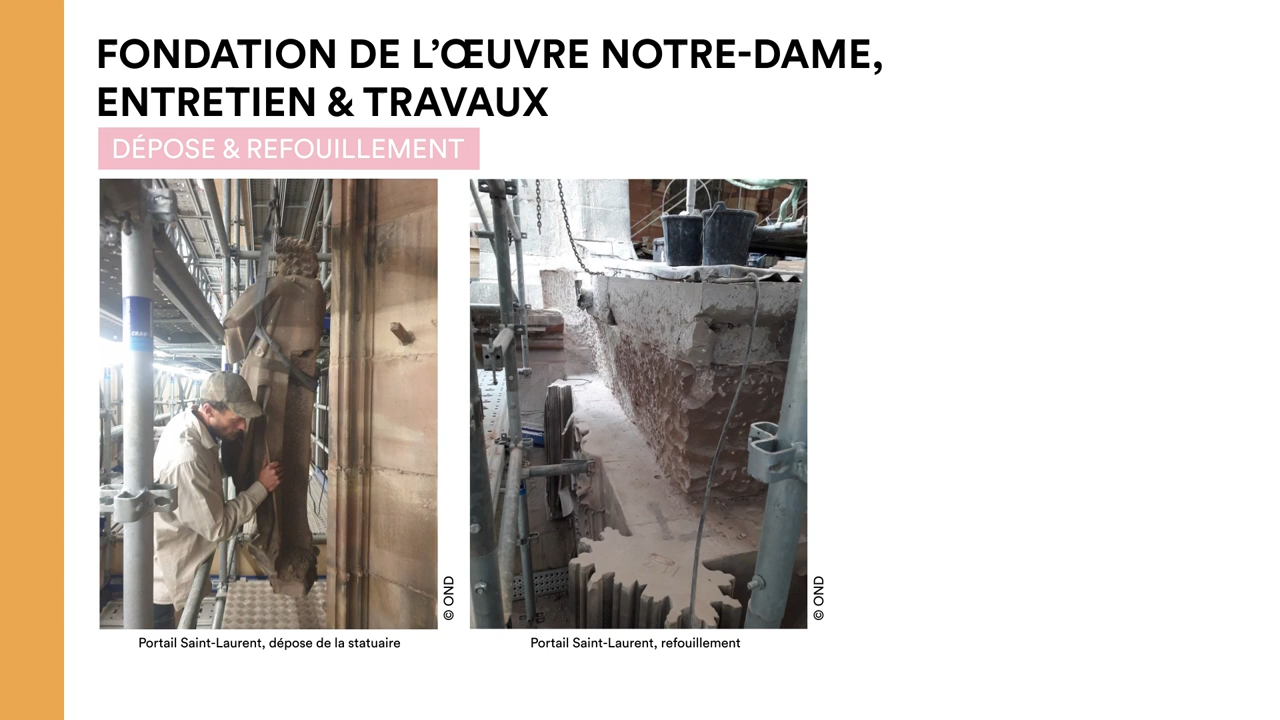 FONDATION DE L’ŒUVRE NOTRE-DAME,
ENTRETIEN & TRAVAUX
DÉPOSE & REFOUILLEMENT
© OND
© OND
Portail Saint-Laurent, dépose de la statuaire
Portail Saint-Laurent, refouillement